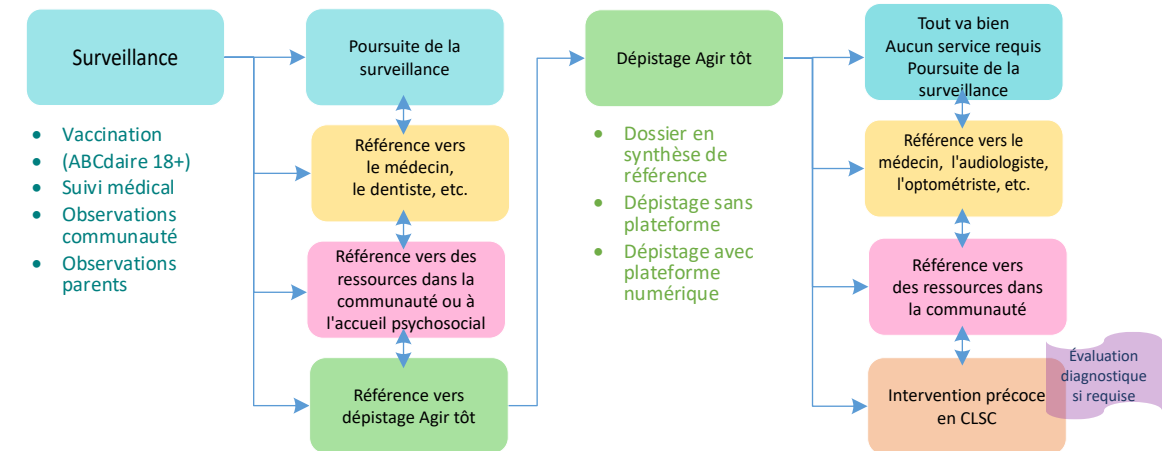 Surveillance
• Vaccination
• (ABCdaire 18+)
• Suivi médical
• Observations
communauté
• Observations
parents
Poursuite de la
surveillance
Référence vers
le médecin,
le dentiste, etc.
Référence vers des
ressources dans la
communauté ou à
l'accueil psychosocial
Référence vers
dépistage Agir tôt
Dépistage Agir tôt
• Dossier en
synthèse de
référence
• Dépistage sans
plateforme
• Dépistage avec
plateforme
numérique
Tout va bien
Aucun service requis
Poursuite de la
surveillance
Référence vers le
médecin, l'audiologiste,
l'optométriste, etc.
Référence vers
des ressources dans
la communauté
Intervention précoce
en CLSC
Évaluation
diagnostique
si requise